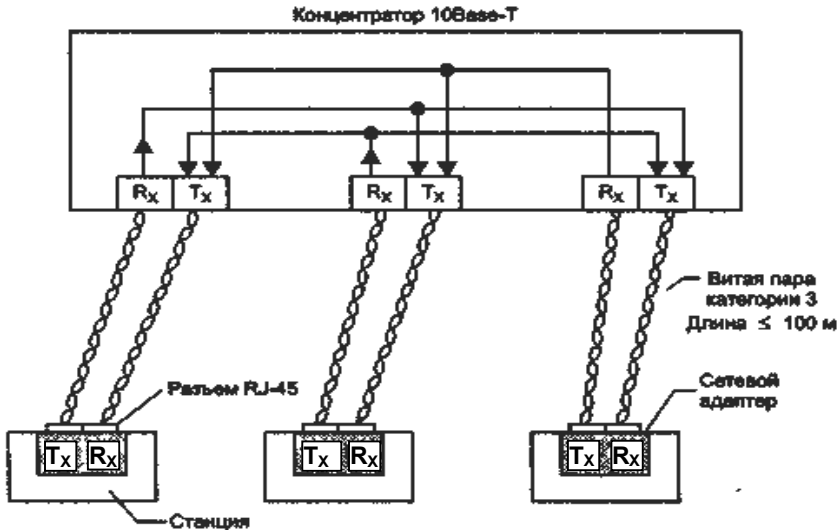 Концентратор 10Base-T
Rx Tx Rx Tx Rx Tx
Витая пара
категории 3
Длина ≤ 100 м
Разъем RJ-45
Сетевой
адаптер
Tx Rx Tx Rx Tx Rx
Станция